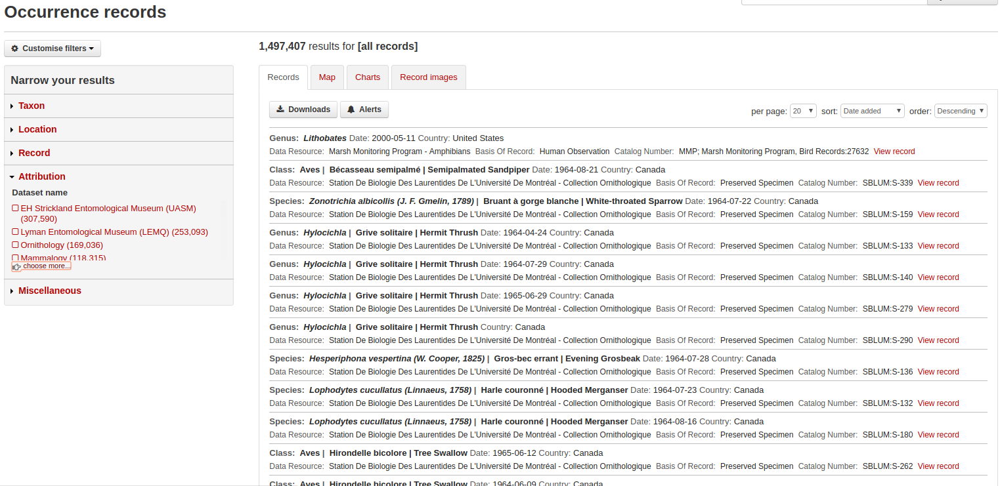 Occurrence records
Customise filters
1,497,407 results for [all records]
Narrow your results
Taxon
Location
Record
Attribution
Dataset name
EH Strickland Entomological Museum (UASM)
(307,590)
Lyman Entomological Museum (LEMQ) (253,093)
Ornithology (169,036)
Mammalogy (118,315)
choose more...
Miscellaneous
Records Map Charts Record images
Downloads Alerts per page: 20 sort: Date added order: Descending
Genus: Lithobates Date: 2000-05-11 Country: United States
Data Resource: Marsh Monitoring Program - Amphibians Basis Of Record: Human Observation Catalog Number: MMP; Marsh Monitoring Program, Bird Records:27632 View record
Class: Aves | Bécasseau semipalmé | Semipalmated Sandpiper Date: 1964-08-21 Country: Canada
Data Resource: Station De Biologie Des Laurentides De L'Université De Montréal - Collection Ornithologique Basis Of Record: Preserved Specimen Catalog Number: SBLUM:S-339 View record
Species: Zonotrichia albicollis (J. F. Gmelin, 1789) | Bruant à gorge blanche | White-throated Sparrow Date: 1964-07-22 Country: Canada
Data Resource: Station De Biologie Des Laurentides De L'Université De Montréal - Collection Ornithologique Basis Of Record: Preserved Specimen Catalog Number: SBLUM:S-159 View record
Genus: Hylocichla | Grive solitaire | Hermit Thrush Date: 1964-04-24 Country: Canada
Data Resource: Station De Biologie Des Laurentides De L'Université De Montréal - Collection Ornithologique Basis Of Record: Preserved Specimen Catalog Number: SBLUM:S-133 View record
Genus: Hylocichla | Grive solitaire | Hermit Thrush Date: 1964-07-29 Country: Canada
Data Resource: Station De Biologie Des Laurentides De L'Université De Montréal - Collection Ornithologique Basis Of Record: Preserved Specimen Catalog Number: SBLUM:S-140 View record
Genus: Hylocichla | Grive solitaire | Hermit Thrush Date: 1965-06-29 Country: Canada
Data Resource: Station De Biologie Des Laurentides De L'Université De Montréal - Collection Ornithologique Basis Of Record: Preserved Specimen Catalog Number: SBLUM:S-279 View record
Genus: Hylocichla | Grive solitaire | Hermit Thrush Country: Canada
Data Resource: Station De Biologie Des Laurentides De L'Université De Montréal - Collection Ornithologique Basis Of Record: Preserved Specimen Catalog Number: SBLUM:S-290 View record
Species: Hesperiphona vespertina (W. Cooper, 1825) | Gros-bec errant | Evening Grosbeak Date: 1964-07-28 Country: Canada
Data Resource: Station De Biologie Des Laurentides De L'Université De Montréal - Collection Ornithologique Basis Of Record: Preserved Specimen Catalog Number: SBLUM:S-136 View record
Species: Lophodytes cucullatus (Linnaeus, 1758) | Harle couronné | Hooded Merganser Date: 1964-07-23 Country: Canada
Data Resource: Station De Biologie Des Laurentides De L'Université De Montréal - Collection Ornithologique Basis Of Record: Preserved Specimen Catalog Number: SBLUM:S-132 View record
Species: Lophodytes cucullatus (Linnaeus, 1758) | Harle couronné | Hooded Merganser Date: 1964-08-16 Country: Canada
Data Resource: Station De Biologie Des Laurentides De L'Université De Montréal - Collection Ornithologique Basis Of Record: Preserved Specimen Catalog Number: SBLUM:S-180 View record
Class: Aves | Hirondelle bicolore | Tree Swallow Date: 1965-06-12 Country: Canada
Data Resource: Station De Biologie Des Laurentides De L'Université De Montréal - Collection Ornithologique Basis Of Record: Preserved Specimen Catalog Number: SBLUM:S-262 View record
Class: Aves | Hirondelle bicolore | Tree Swallow Date: 1964-06-09 Country: Canada